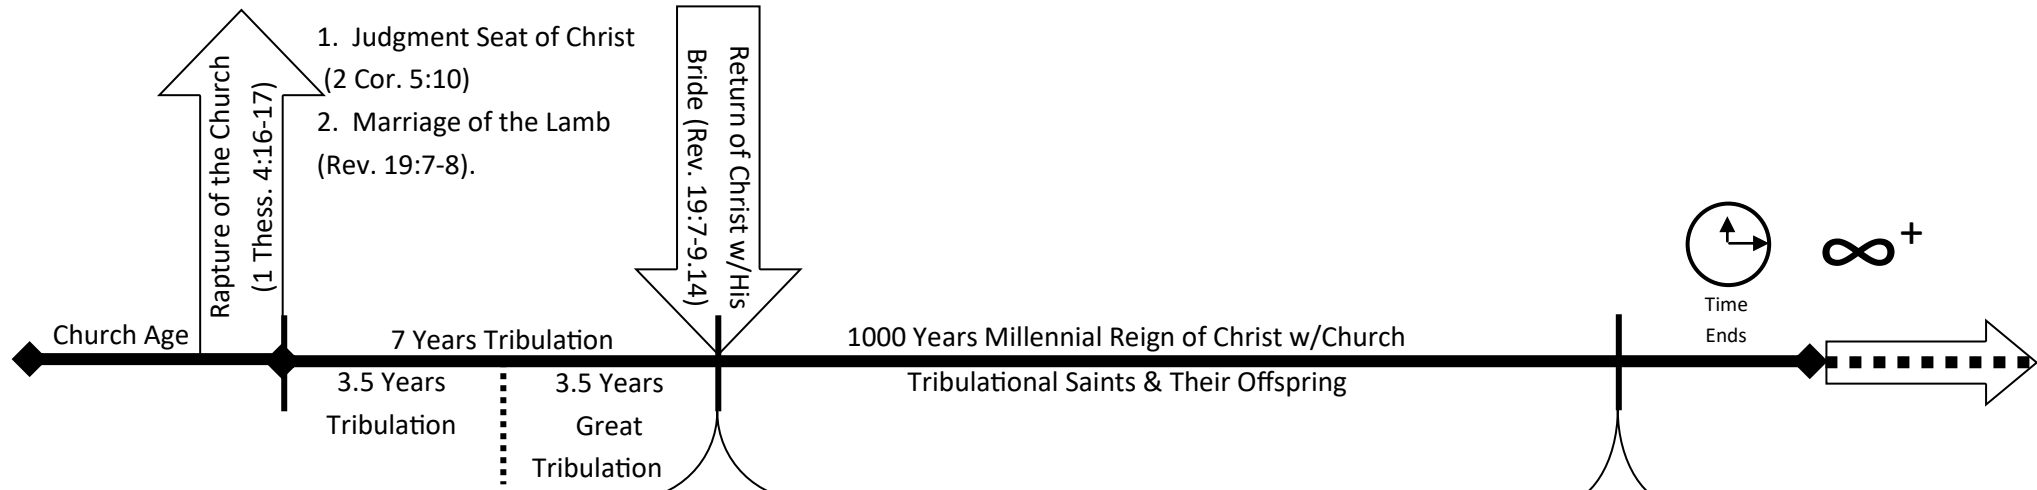 Rapture of the Church
(1 Thess. 4:16-17)
1. Judgment Seat of Christ
(2 Cor. 5:10)
2. Marriage of the Lamb
(Rev. 19:7-8).
Return of Christ w/His
Bride (Rev. 19:7-9.14)
Church Age
7 Years Tribulation
3.5 Years
Tribulation
3.5 Years
Great
Tribulation
1000 Years Millennial Reign of Christ w/Church
Tribulational Saints & Their Offspring
Time
Ends
∞+